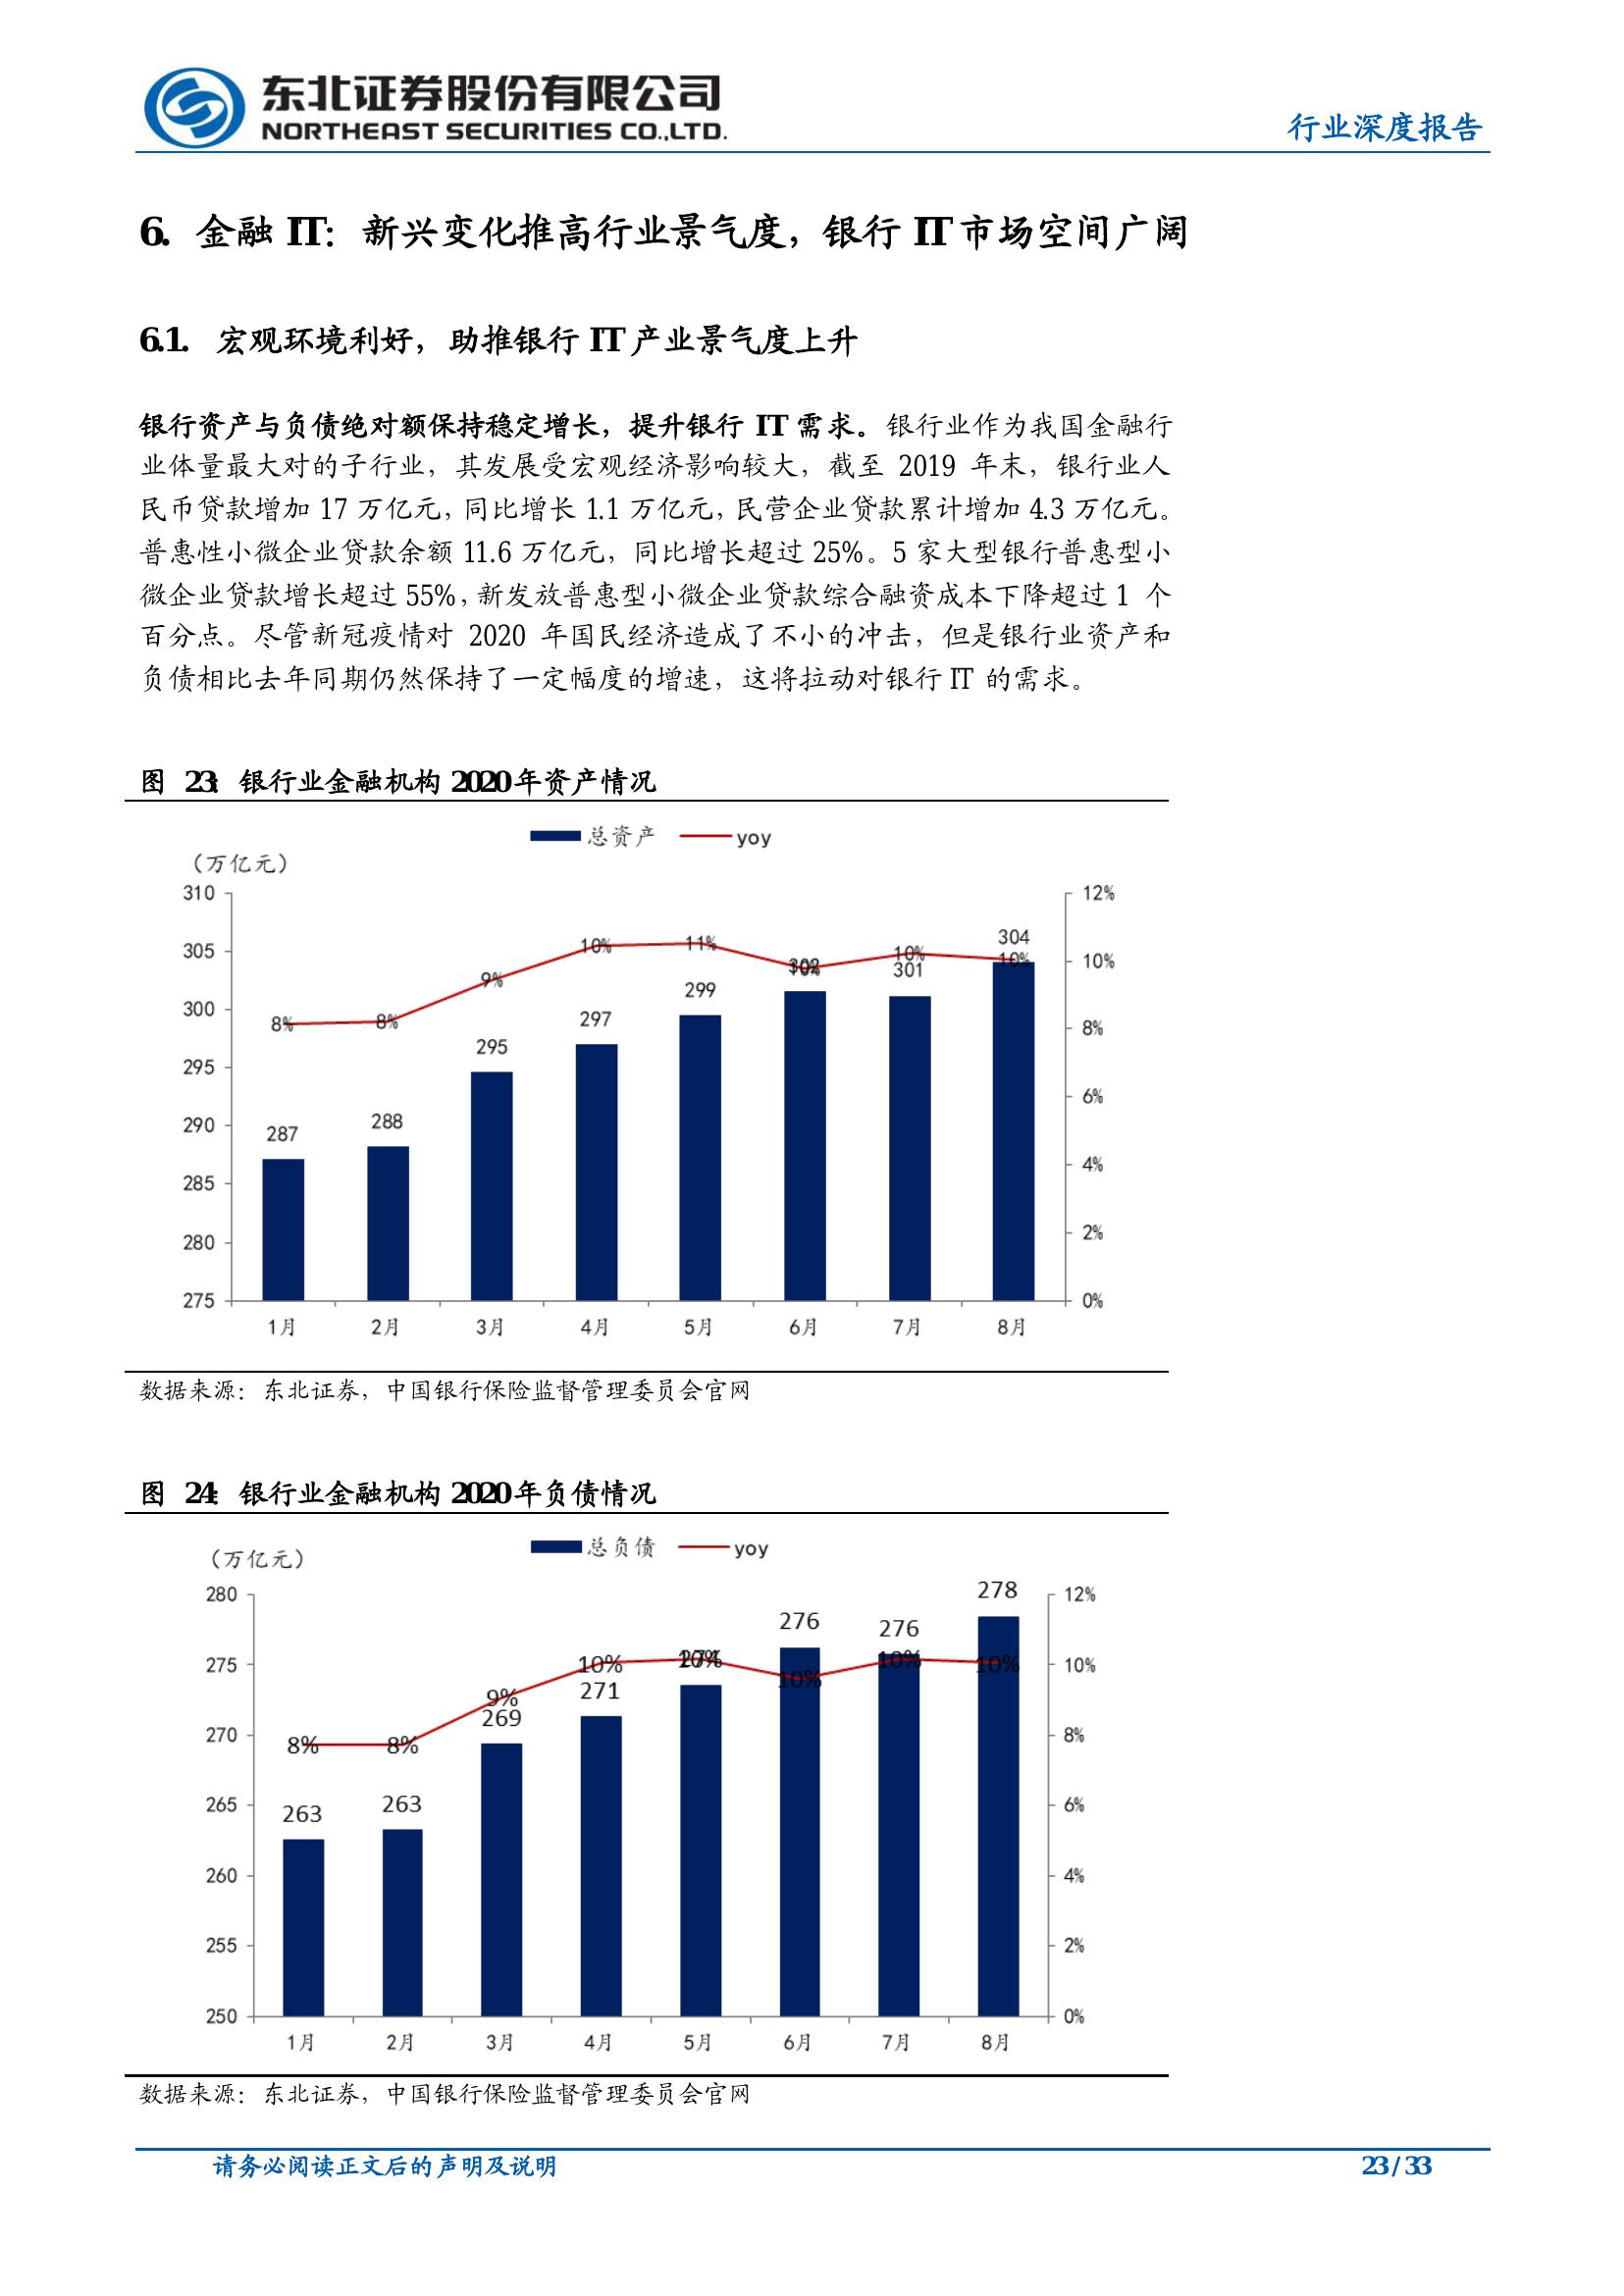 东北证券股份有限公司
NORTHEAST SECURITIES CO.,LTD.
行业深度报告
6. 金融 IT：新兴变化推高行业景气度，银行 IT 市场空间广阔
6.1. 宏观环境利好，助推银行 IT 产业景气度上升
银行资产与负债绝对额保持稳定增长，提升银行 IT 需求。银行业作为我国金融行
业体量最大对的子行业，其发展受宏观经济影响较大，截至 2019 年末，银行业人
民币贷款增加 17 万亿元，同比增长 1.1 万亿元，民营企业贷款累计增加 4.3 万亿元。
普惠性小微企业贷款余额 11.6 万亿元，同比增长超过 25%。5 家大型银行普惠型小
微企业贷款增长超过 55%，新发放普惠型小微企业贷款综合融资成本下降超过 1 个
百分点。尽管新冠疫情对 2020 年国民经济造成了不小的冲击，但是银行业资产和
负债相比去年同期仍然保持了一定幅度的增速，这将拉动对银行 IT 的需求。
图 23：银行业金融机构 2020 年资产情况
总资产 yoy
（万亿元）
310 12%
304
305 10% 11% 10% 10% 10%
302 10% 301
9% 299
300 8% 8% 297 8%
295 295
6%
290 287 288
285 4%
280 2%
275 0%
1月 2月 3月 4月 5月 6月 7月 8月
数据来源：东北证券，中国银行保险监督管理委员会官网
图 24：银行业金融机构 2020 年负债情况
总负债 yoy
（万亿元）
280 278 12%
276 276
275 10% 274 10% 10% 10% 10% 10%
9% 269 271
270 8% 8% 8%
265 263 263 6%
260 4%
255 2%
250 0%
1月 2月 3月 4月 5月 6月 7月 8月
数据来源：东北证券，中国银行保险监督管理委员会官网
请务必阅读正文后的声明及说明
23 / 33